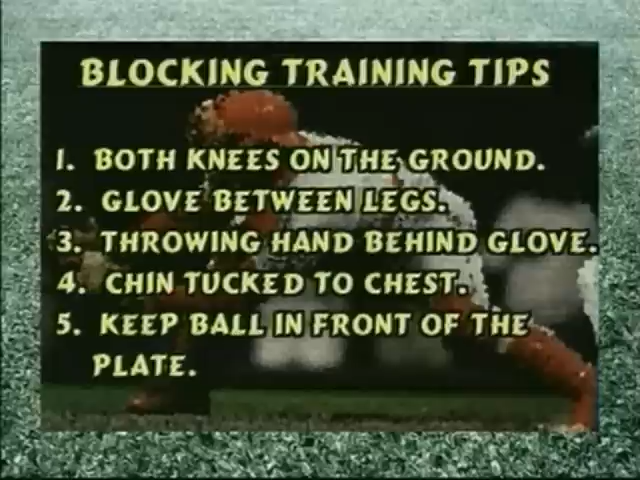 BLOCKING TRAINING TIPS
1. BOTH KNEES ON THE GROUND.
2. GLOVE BETWEEN LEGS.
3. THROWING HAND BEHIND GLOVE.
4. CHIN TUCKED TO CHEST.
5. KEEP BALL IN FRONT OF THE
PLATE.